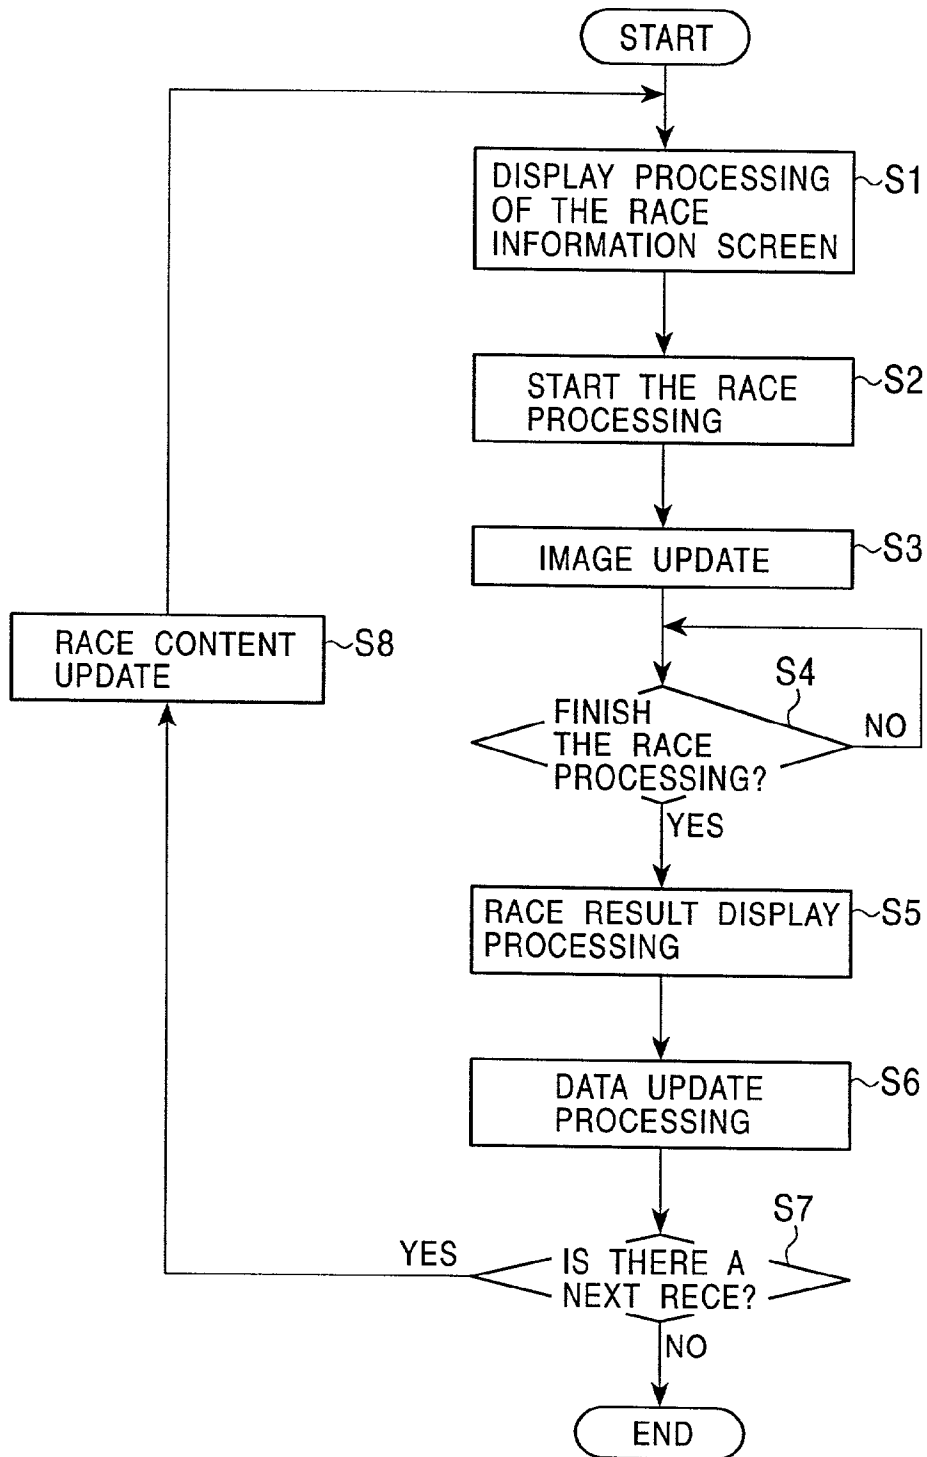 START
DISPLAY PROCESSING
OF THE RACE
INFORMATION SCREEN
S1
START THE RACE
PROCESSING
S2
IMAGE UPDATE
S3
RACE CONTENT
UPDATE
S8
S4
FINISH
THE RACE
PROCESSING?
NO
YES
RACE RESULT DISPLAY
PROCESSING
S5
DATA UPDATE
PROCESSING
S6
S7
YES
IS THERE A
NEXT RECE?
NO
END